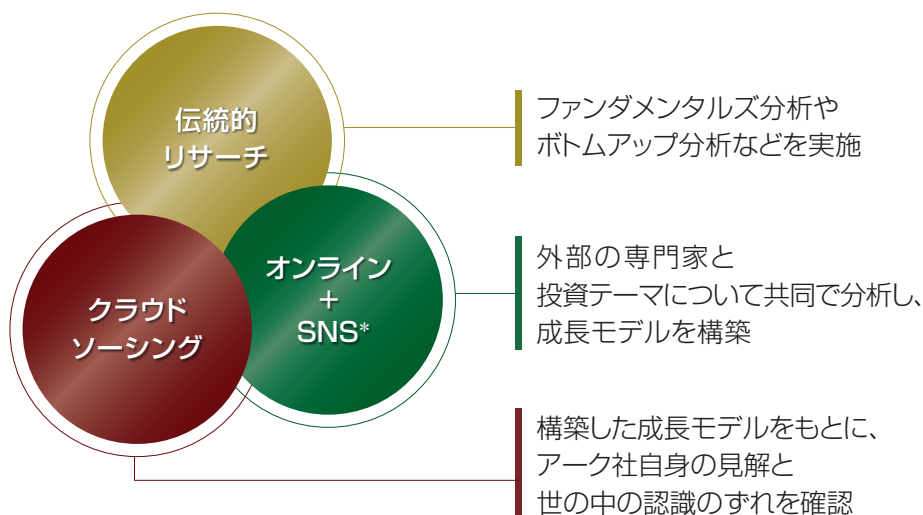 伝統的
リサーチ
ファンダメンタルズ分析や
ボトムアップ分析などを実施
オンライン
+
SNS*
外部の専門家と
投資テーマについて共同で分析し、
成長モデルを構築
クラウド
ソーシング
構築した成長モデルをもとに、
アーク社自身の見解と
世の中の認識のずれを確認